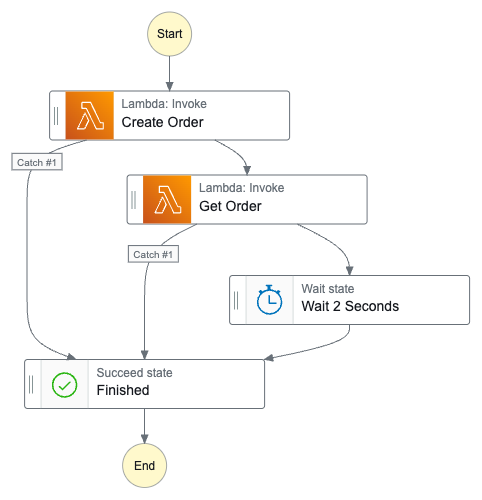 Start
Lambda: Invoke
Create Order
Catch #1
Lambda: Invoke
Get Order
Catch #1
Wait state
Wait 2 Seconds
Succeed state
Finished
End